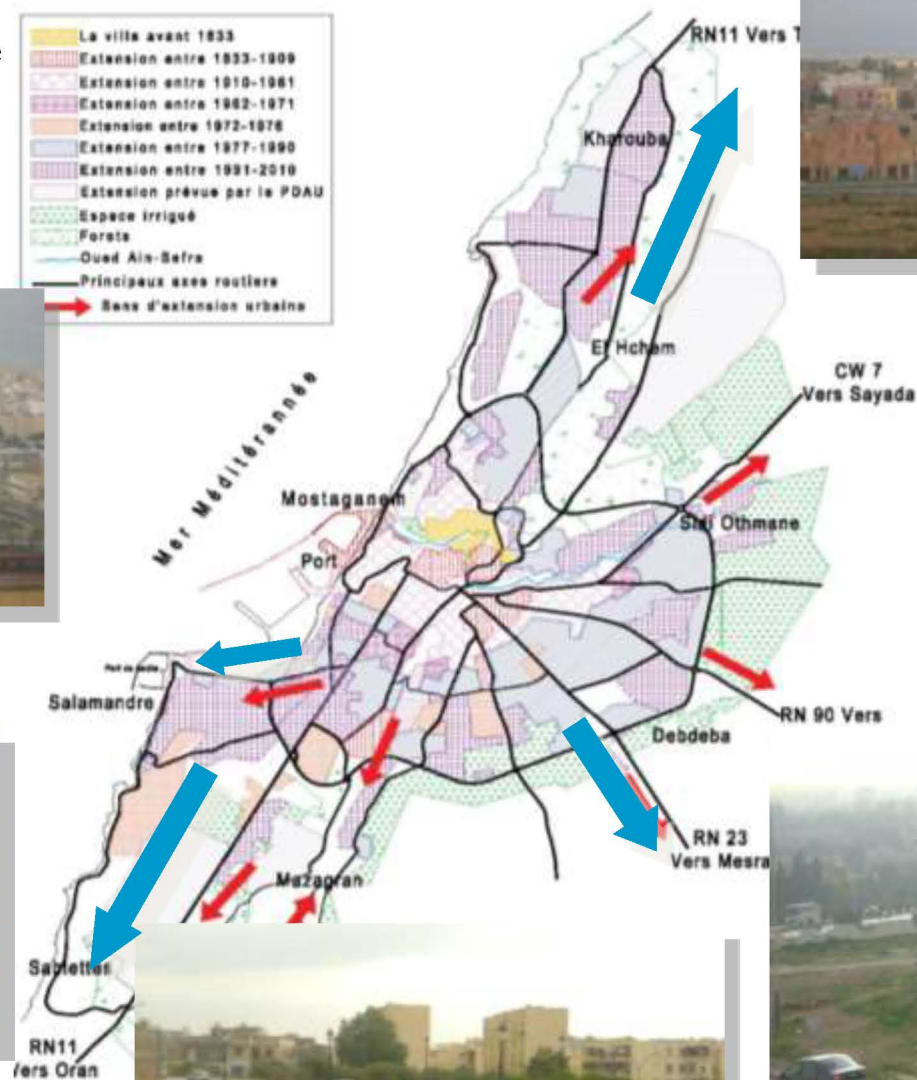 e
La ville avant 1833
Extension entre 1833-1909
Extension entre 1910-1961
Extension entre 1962-1971
Extension entre 1972-1976
Extension entre 1977-1990
Extension entre 1991-2010
Extension prévue par le PDAU
Espace irrigué
Forets
Oued Ain-Sefra
Principaux axes routiers
Sens d'extension urbaine
RN11 Vers T
Kharouba
El Hcham
CW 7
Vers Sayada
Mer Méditérannée
Mostaganem
Port
Sidi Othmane
Salamandre
RN 90 Vers
Debdeba
RN 23
Vers Mesra
Mazagran
Sablettes
RN11
Vers Oran